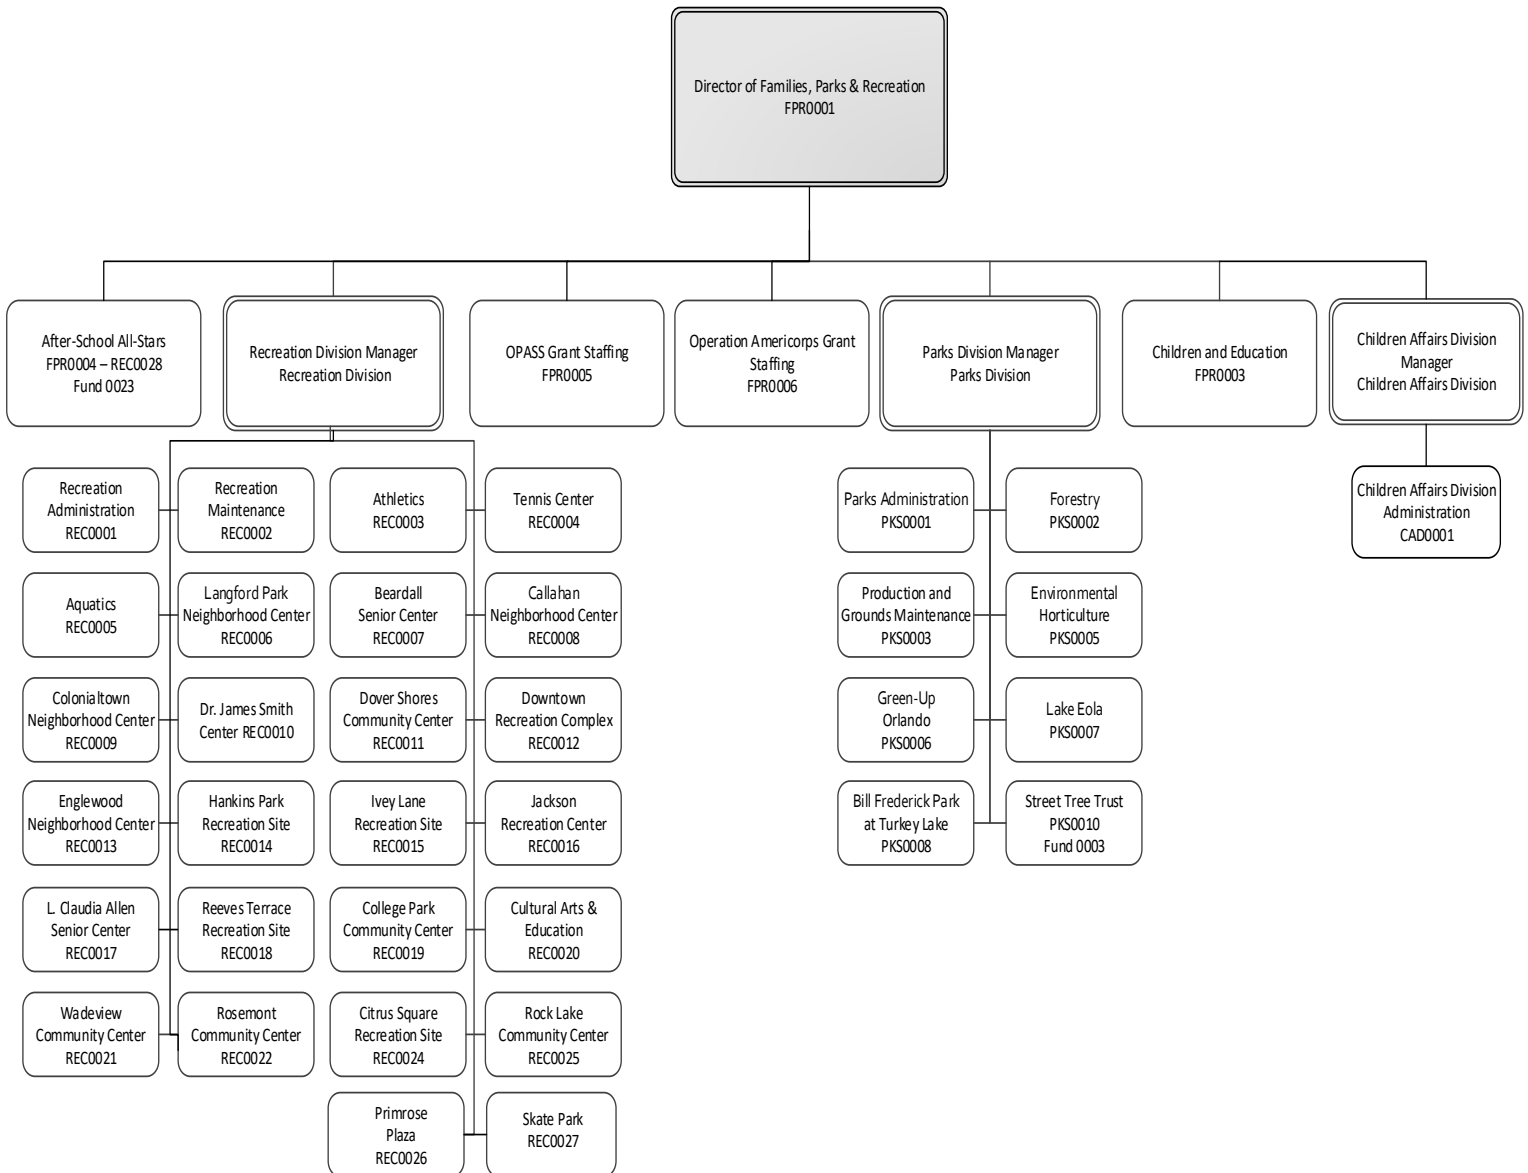 Director of Families, Parks & Recreation
FPR0001
After-School All-Stars
FPR0004 – REC0028
Fund 0023
Recreation Division Manager
Recreation Division
OPASS Grant Staffing
FPR0005
Operation Americorps Grant
Staffing
FPR0006
Parks Division Manager
Parks Division
Children and Education
FPR0003
Children Affairs Division
Manager
Children Affairs Division
Recreation
Administration
REC0001
Recreation
Maintenance
REC0002
Athletics
REC0003
Tennis Center
REC0004
Parks Administration
PKS0001
Forestry
PKS0002
Children Affairs Division
Administration
CAD0001
Aquatics
REC0005
Langford Park
Neighborhood Center
REC0006
Beardall
Senior Center
REC0007
Callahan
Neighborhood Center
REC0008
Production and
Grounds Maintenance
PKS0003
Environmental
Horticulture
PKS0005
Colonialtown
Neighborhood Center
REC0009
Dr. James Smith
Center REC0010
Dover Shores
Community Center
REC0011
Downtown
Recreation Complex
REC0012
Green-Up
Orlando
PKS0006
Lake Eola
PKS0007
Englewood
Neighborhood Center
REC0013
Hankins Park
Recreation Site
REC0014
Ivey Lane
Recreation Site
REC0015
Jackson
Recreation Center
REC0016
Bill Frederick Park
at Turkey Lake
PKS0008
Street Tree Trust
PKS0010
Fund 0003
L. Claudia Allen
Senior Center
REC0017
Reeves Terrace
Recreation Site
REC0018
College Park
Community Center
REC0019
Cultural Arts &
Education
REC0020
Wadeview
Community Center
REC0021
Rosemont
Community Center
REC0022
Citrus Square
Recreation Site
REC0024
Rock Lake
Community Center
REC0025
Primrose
Plaza
REC0026
Skate Park
REC0027